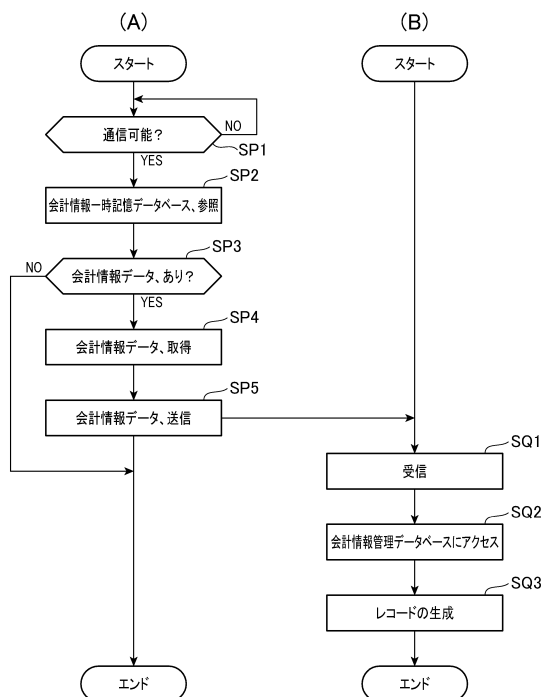 (A)
スタート
通信可能?
NO
SP1
YES
SP2
会計情報一時記憶データベース、参照
SP3
NO
会計情報データ、あり?
YES
SP4
会計情報データ、取得
SP5
会計情報データ、送信
エンド
(B)
スタート
SQ1
受信
SQ2
会計情報管理データベースにアクセス
SQ3
レコードの生成
エンド